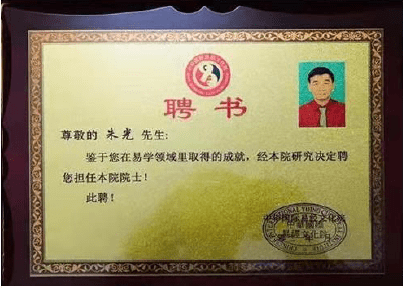 聘书
尊敬的 朱光 先生:
鉴于您在易学领域里取得的成就，经本院研究决定聘
您担任本院院士！
此聘！